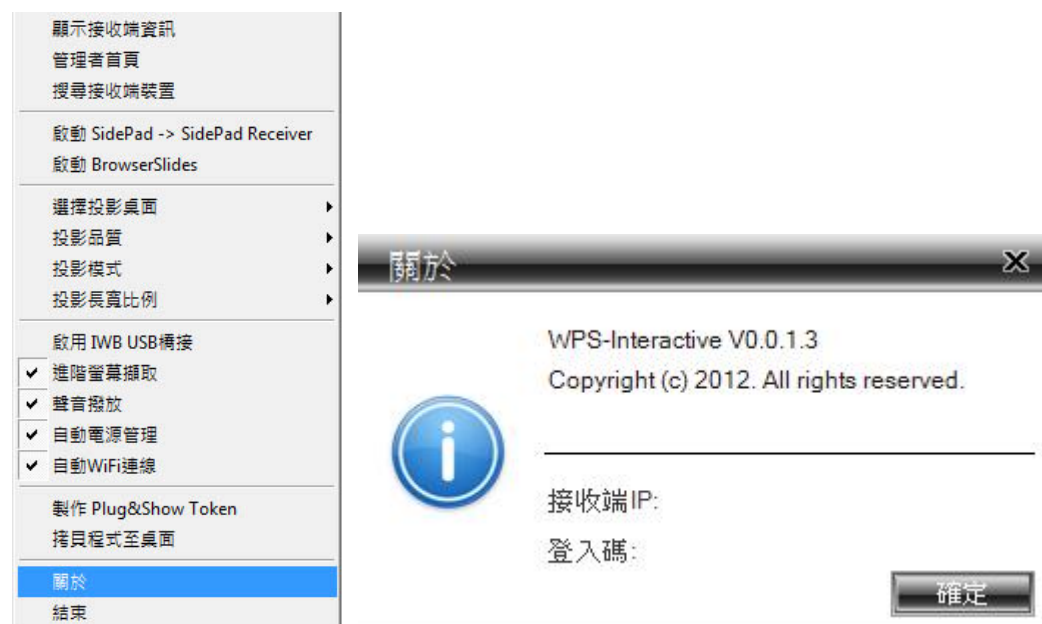 顯示接收端資訊
管理者首頁
搜尋接收端裝置
啟動 SidePad -> SidePad Receiver
啟動 BrowserSlides
選擇投影桌面
投影品質
投影模式
投影長寬比例
啟用 IWB USB橋接
進階螢幕擷取
聲音撥放
自動電源管理
自動WiFi連線
製作 Plug&Show Token
拷貝程式至桌面
關於
結束
關於
WPS-Interactive V0.0.1.3
Copyright (c) 2012. All rights reserved.
接收端IP:
登入碼:
確定